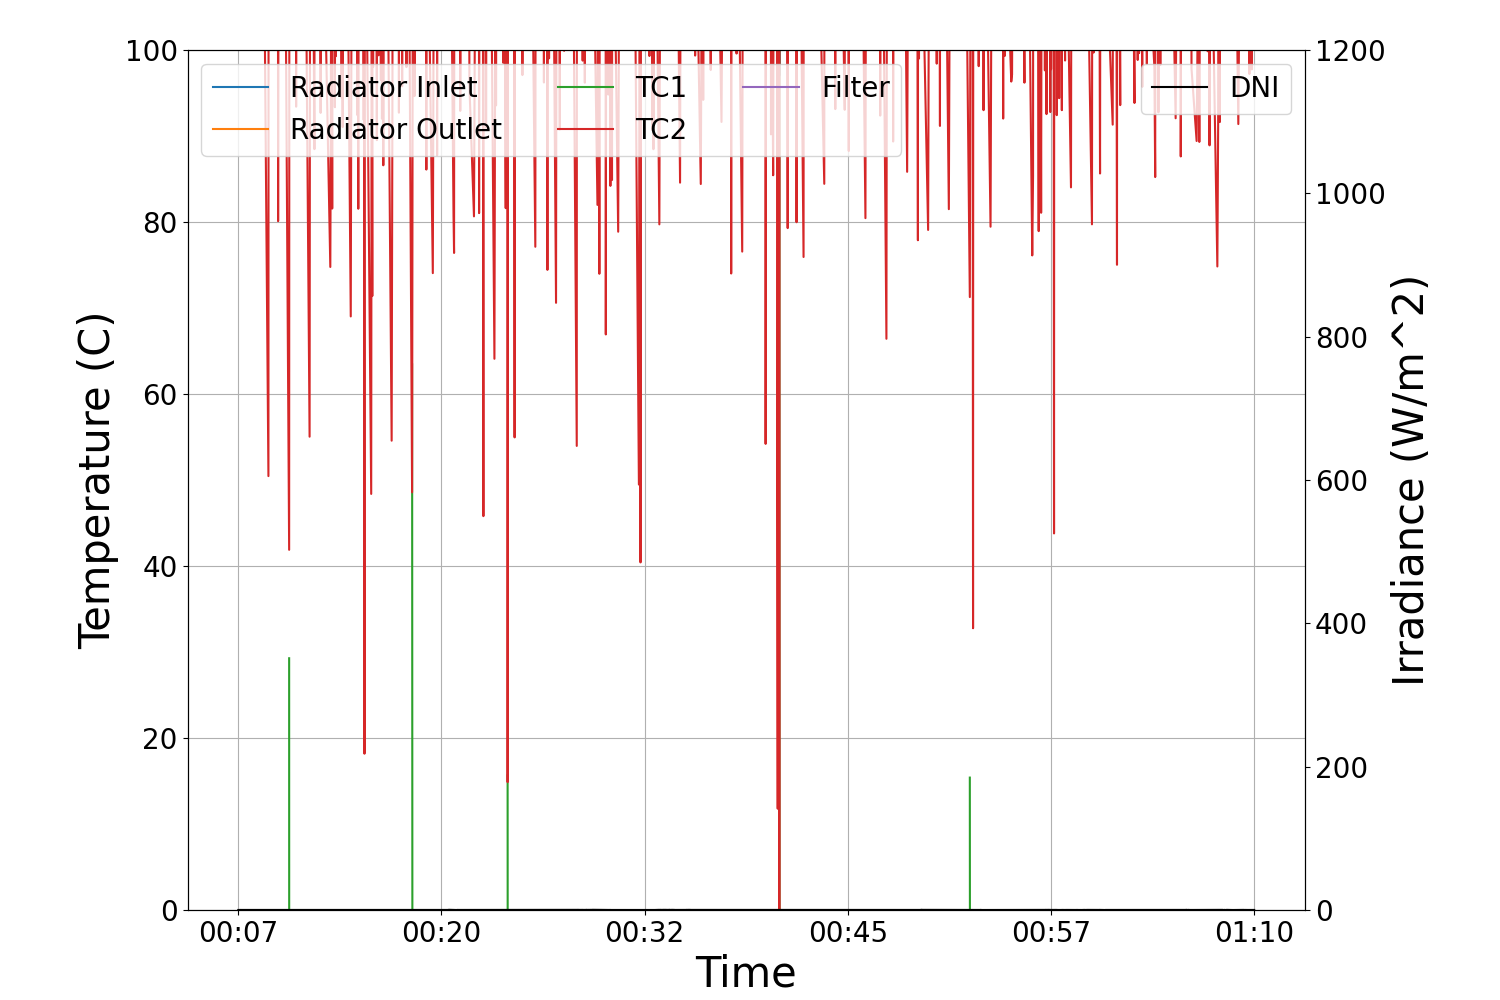 100
80
60
40
20
0
Temperature (C)
Radiator Inlet
Radiator Outlet
TC1
TC2
Filter
DNI
1200
1000
800
600
400
200
0
Irradiance (W/m^2)
00:07 00:20 00:32 00:45 00:57 01:10
Time